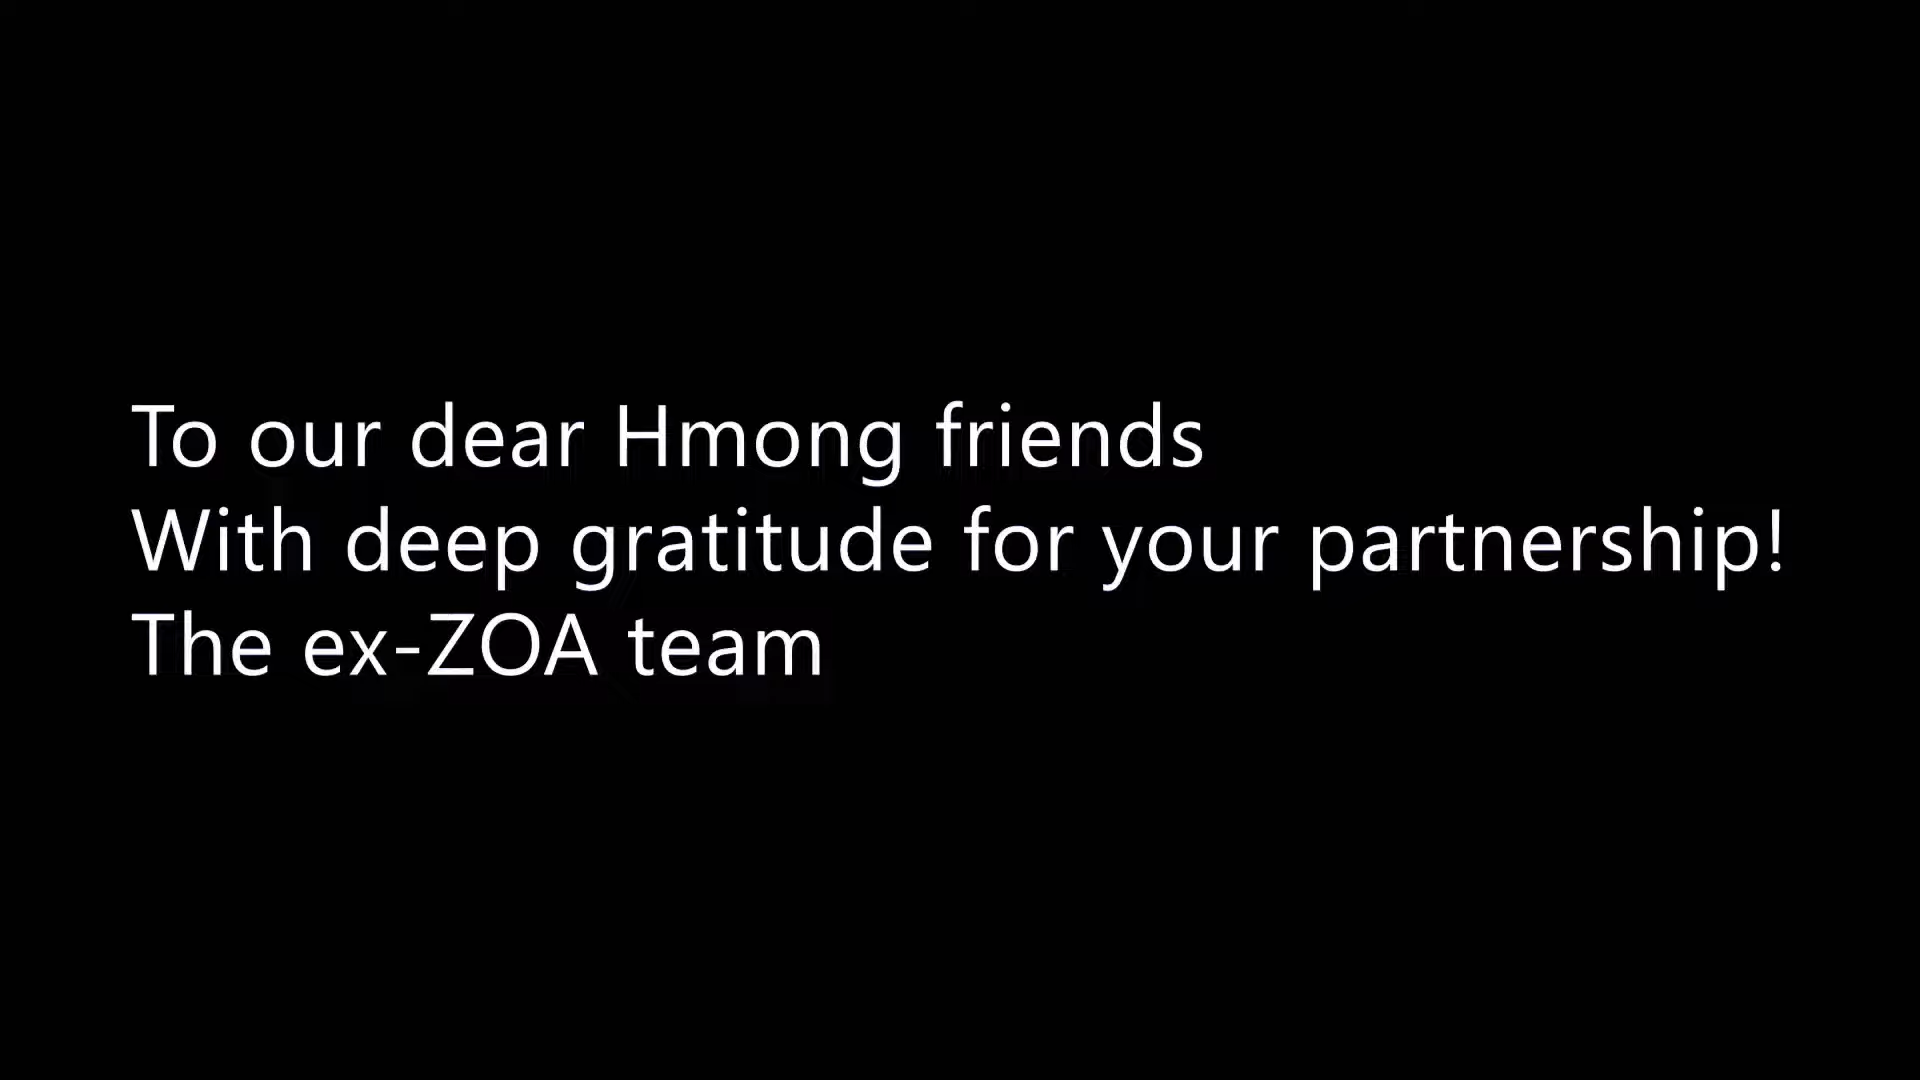 To our dear Hmong friends
With deep gratitude for your partnership!
The ex-ZOA team